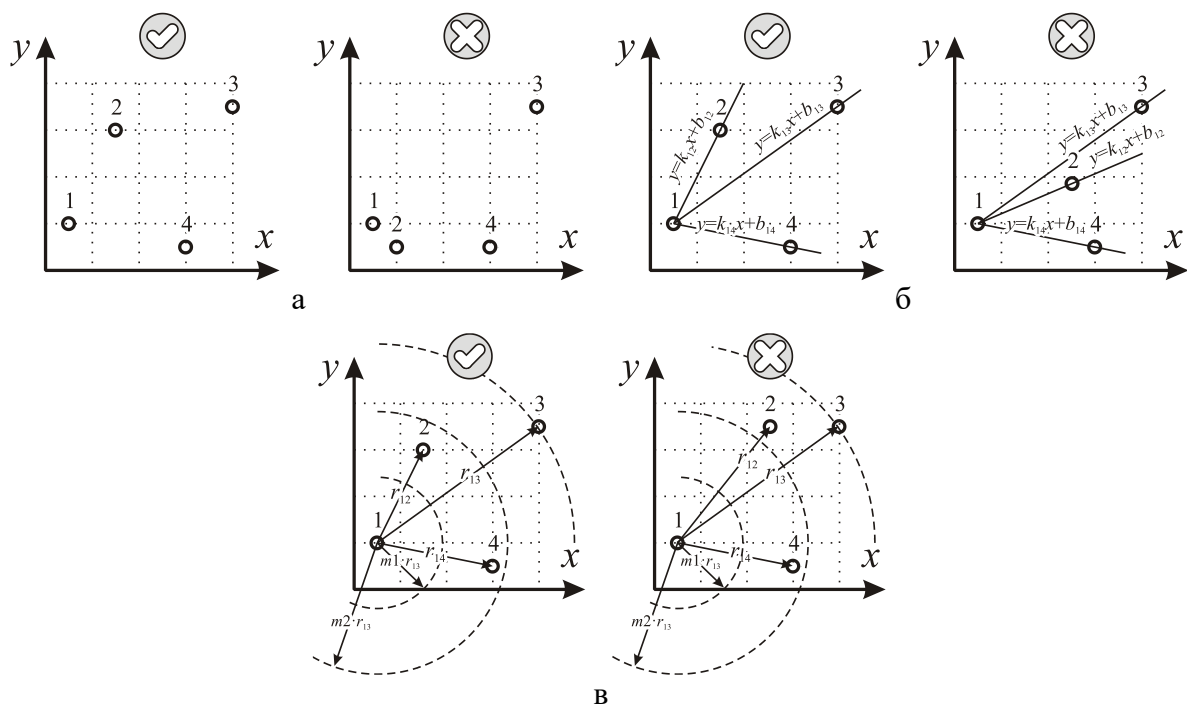 y
2
3
1
4
x
y
3
1
2
4
x
а
y
2
3
1
4
y=k₁₂x+b₁₂
y=k₁₃x+b₁₃
y=k₁₄x+b₁₄
x
y
3
2
1
4
y=k₁₃x+b₁₃
y=k₁₂x+b₁₂
y=k₁₄x+b₁₄
x
б
y
3
2
r₁₃
r₁₂
1
4
r₁₄
m1·r₁₃
x
m2·r₁₃
y
2
3
r₁₂
r₁₃
1
4
r₁₄
m1·r₁₃
x
m2·r₁₃
в